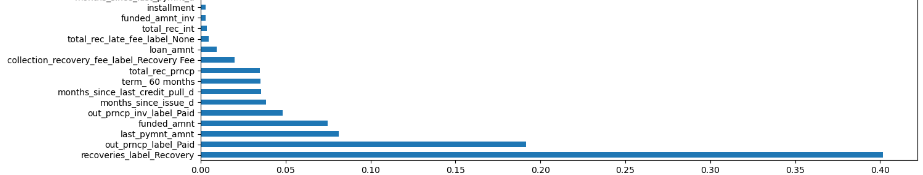 installment
funded_amnt_inv
total_rec_int
total_rec_late_fee_label_None
loan_amnt
collection_recovery_fee_label_Recovery Fee
total_rec_prncp
term_ 60 months
months_since_last_credit_pull_d
months_since_issue_d
out_prncp_inv_label_Paid
funded_amnt
last_pymnt_amnt
out_prncp_label_Paid
recoveries_label_Recovery
0.00 0.05 0.10 0.15 0.20 0.25 0.30 0.35 0.40